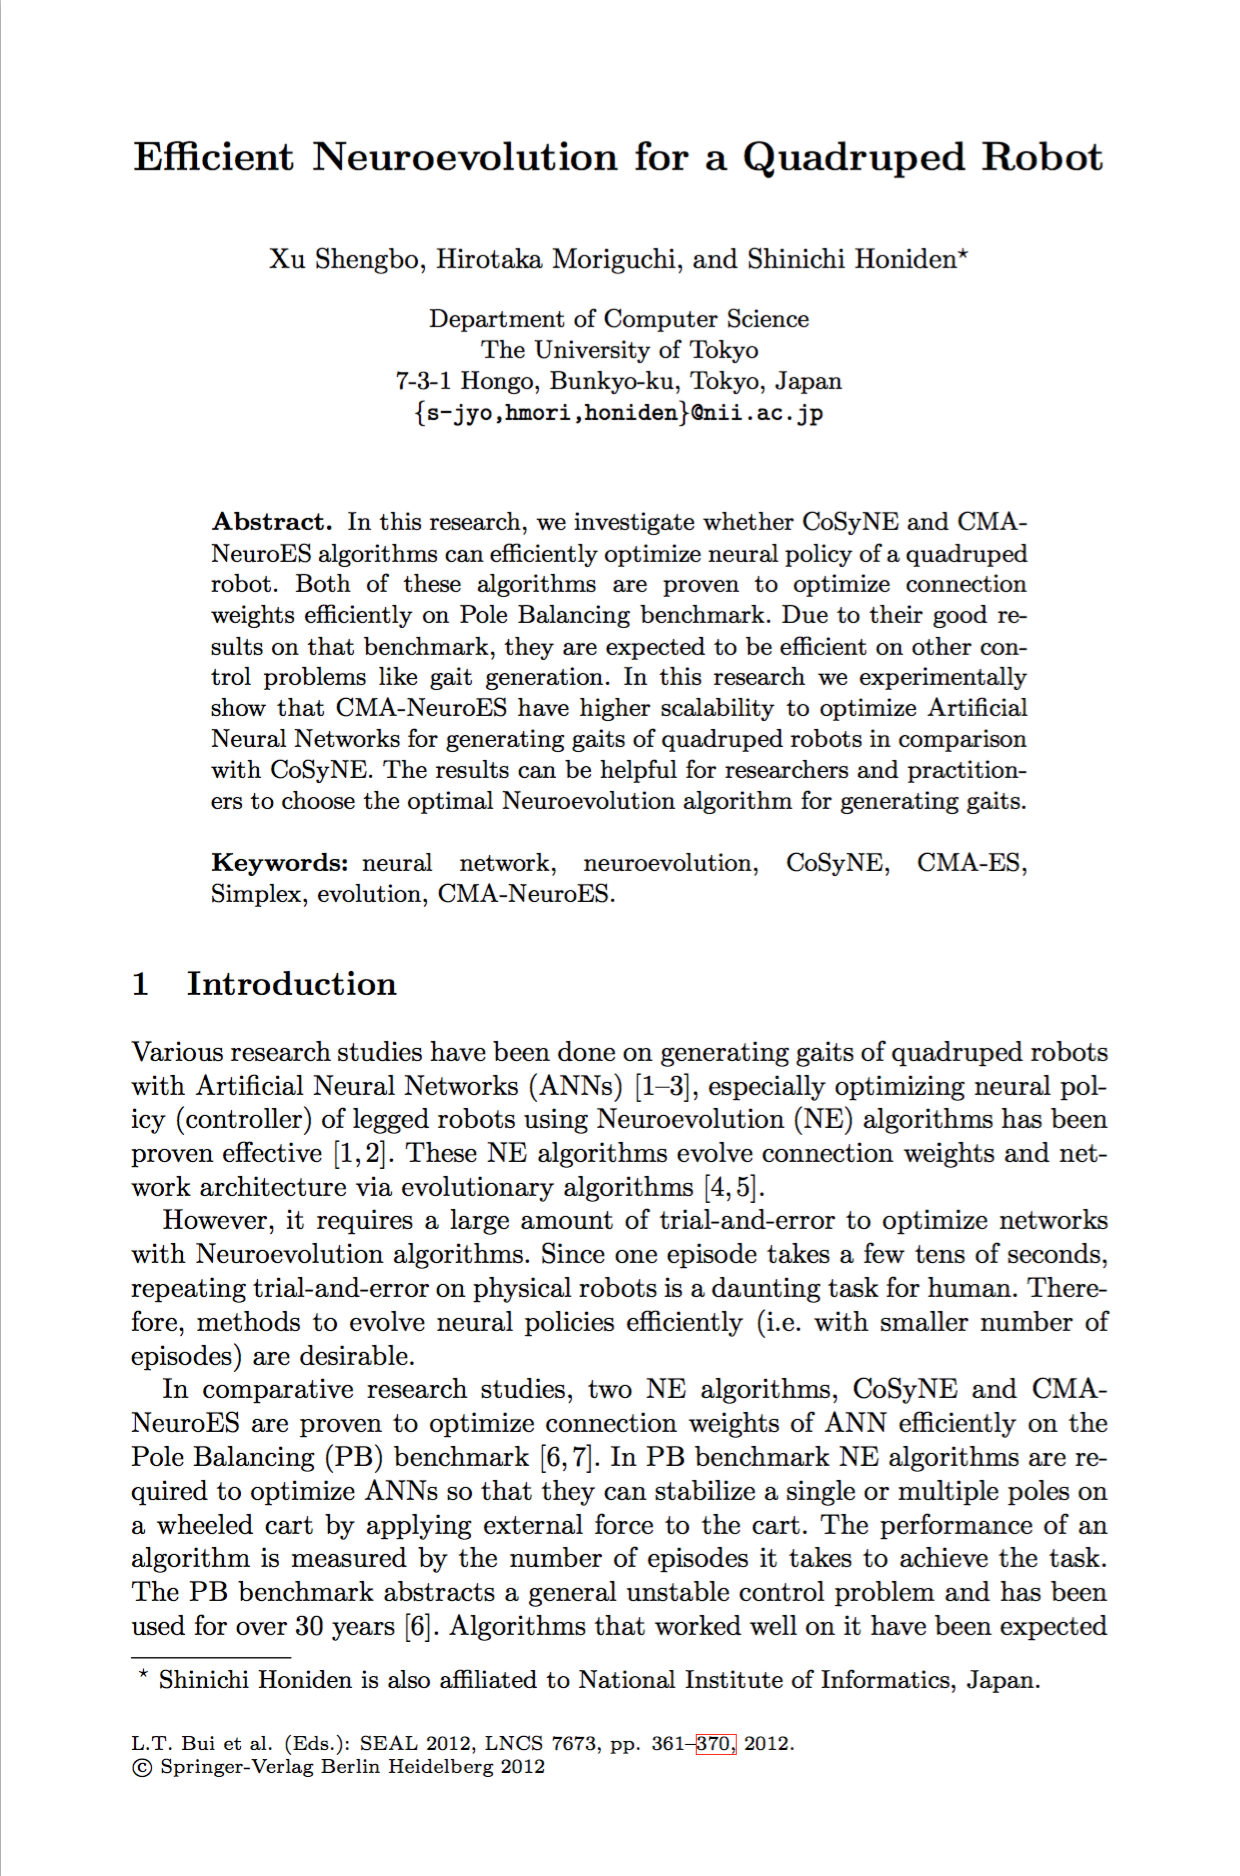 Efficient Neuroevolution for a Quadruped Robot
Xu Shengbo, Hirotaka Moriguchi, and Shinichi Honiden⋆
Department of Computer Science
The University of Tokyo
7-3-1 Hongo, Bunkyo-ku, Tokyo, Japan
{s-jyo,hmori,honiden}@nii.ac.jp
Abstract. In this research, we investigate whether CoSyNE and CMA-
NeuroES algorithms can efficiently optimize neural policy of a quadruped
robot. Both of these algorithms are proven to optimize connection
weights efficiently on Pole Balancing benchmark. Due to their good re-
sults on that benchmark, they are expected to be efficient on other con-
trol problems like gait generation. In this research we experimentally
show that CMA-NeuroES have higher scalability to optimize Artificial
Neural Networks for generating gaits of quadruped robots in comparison
with CoSyNE. The results can be helpful for researchers and practition-
ers to choose the optimal Neuroevolution algorithm for generating gaits.
Keywords: neural network, neuroevolution, CoSyNE, CMA-ES,
Simplex, evolution, CMA-NeuroES.
1 Introduction
Various research studies have been done on generating gaits of quadruped robots
with Artificial Neural Networks (ANNs) [1–3], especially optimizing neural pol-
icy (controller) of legged robots using Neuroevolution (NE) algorithms has been
proven effective [1,2]. These NE algorithms evolve connection weights and net-
work architecture via evolutionary algorithms [4,5].
However, it requires a large amount of trial-and-error to optimize networks
with Neuroevolution algorithms. Since one episode takes a few tens of seconds,
repeating trial-and-error on physical robots is a daunting task for human. There-
fore, methods to evolve neural policies efficiently (i.e. with smaller number of
episodes) are desirable.
In comparative research studies, two NE algorithms, CoSyNE and CMA-
NeuroES are proven to optimize connection weights of ANN efficiently on the
Pole Balancing (PB) benchmark [6,7]. In PB benchmark NE algorithms are re-
quired to optimize ANNs so that they can stabilize a single or multiple poles on
a wheeled cart by applying external force to the cart. The performance of an
algorithm is measured by the number of episodes it takes to achieve the task.
The PB benchmark abstracts a general unstable control problem and has been
used for over 30 years [6]. Algorithms that worked well on it have been expected
⋆ Shinichi Honiden is also affiliated to National Institute of Informatics, Japan.
L.T. Bui et al. (Eds.): SEAL 2012, LNCS 7673, pp. 361–370, 2012.
© Springer-Verlag Berlin Heidelberg 2012